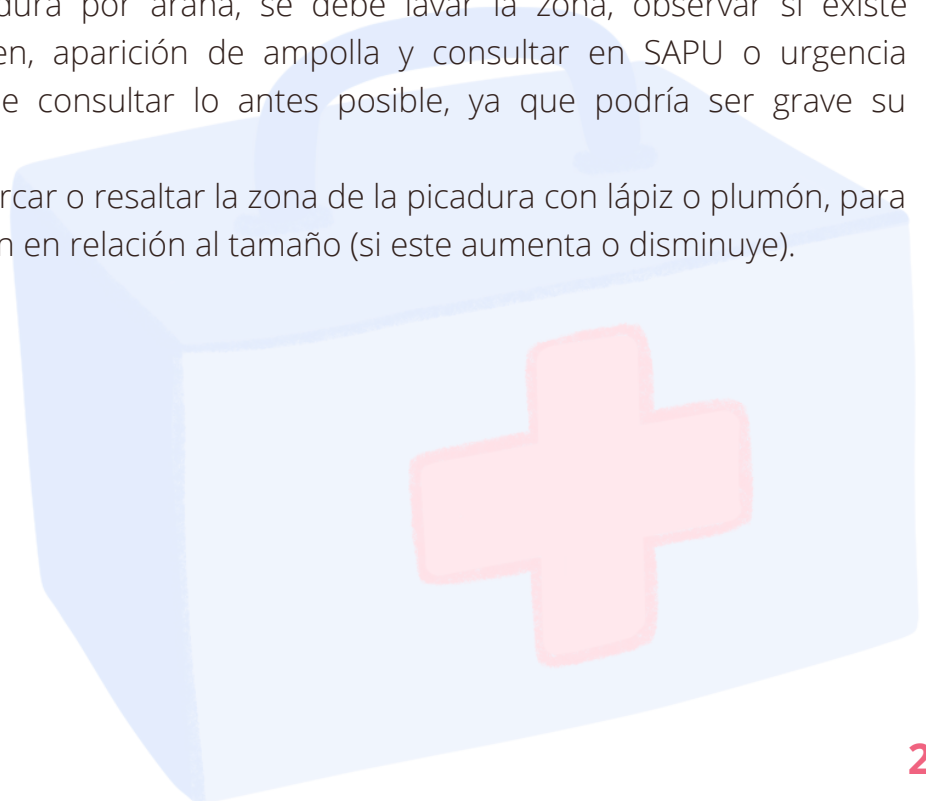 dura por araña, se debe lavar la zona, observar si existe
en, aparición de ampolla y consultar en SAPU o urgencia
e consultar lo antes posible, ya que podría ser grave su
rcar o resaltar la zona de la picadura con lápiz o plumón, para
n en relación al tamaño (si este aumenta o disminuye).
2